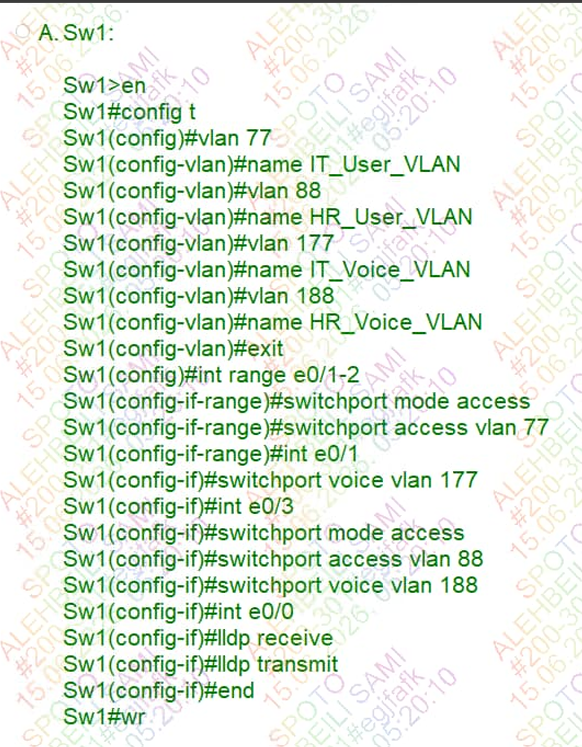 A. Sw1:
Sw1>en
Sw1#config t
Sw1(config)#vlan 77
Sw1(config-vlan)#name IT_User_VLAN
Sw1(config-vlan)#vlan 88
Sw1(config-vlan)#name HR_User_VLAN
Sw1(config-vlan)#vlan 177
Sw1(config-vlan)#name IT_Voice_VLAN
Sw1(config-vlan)#vlan 188
Sw1(config-vlan)#name HR_Voice_VLAN
Sw1(config-vlan)#exit
Sw1(config)#int range e0/1-2
Sw1(config-if-range)#switchport mode access
Sw1(config-if-range)#switchport access vlan 77
Sw1(config-if-range)#int e0/1
Sw1(config-if)#switchport voice vlan 177
Sw1(config-if)#int e0/3
Sw1(config-if)#switchport mode access
Sw1(config-if)#switchport access vlan 88
Sw1(config-if)#switchport voice vlan 188
Sw1(config-if)#int e0/0
Sw1(config-if)#lldp receive
Sw1(config-if)#lldp transmit
Sw1(config-if)#end
Sw1#wr